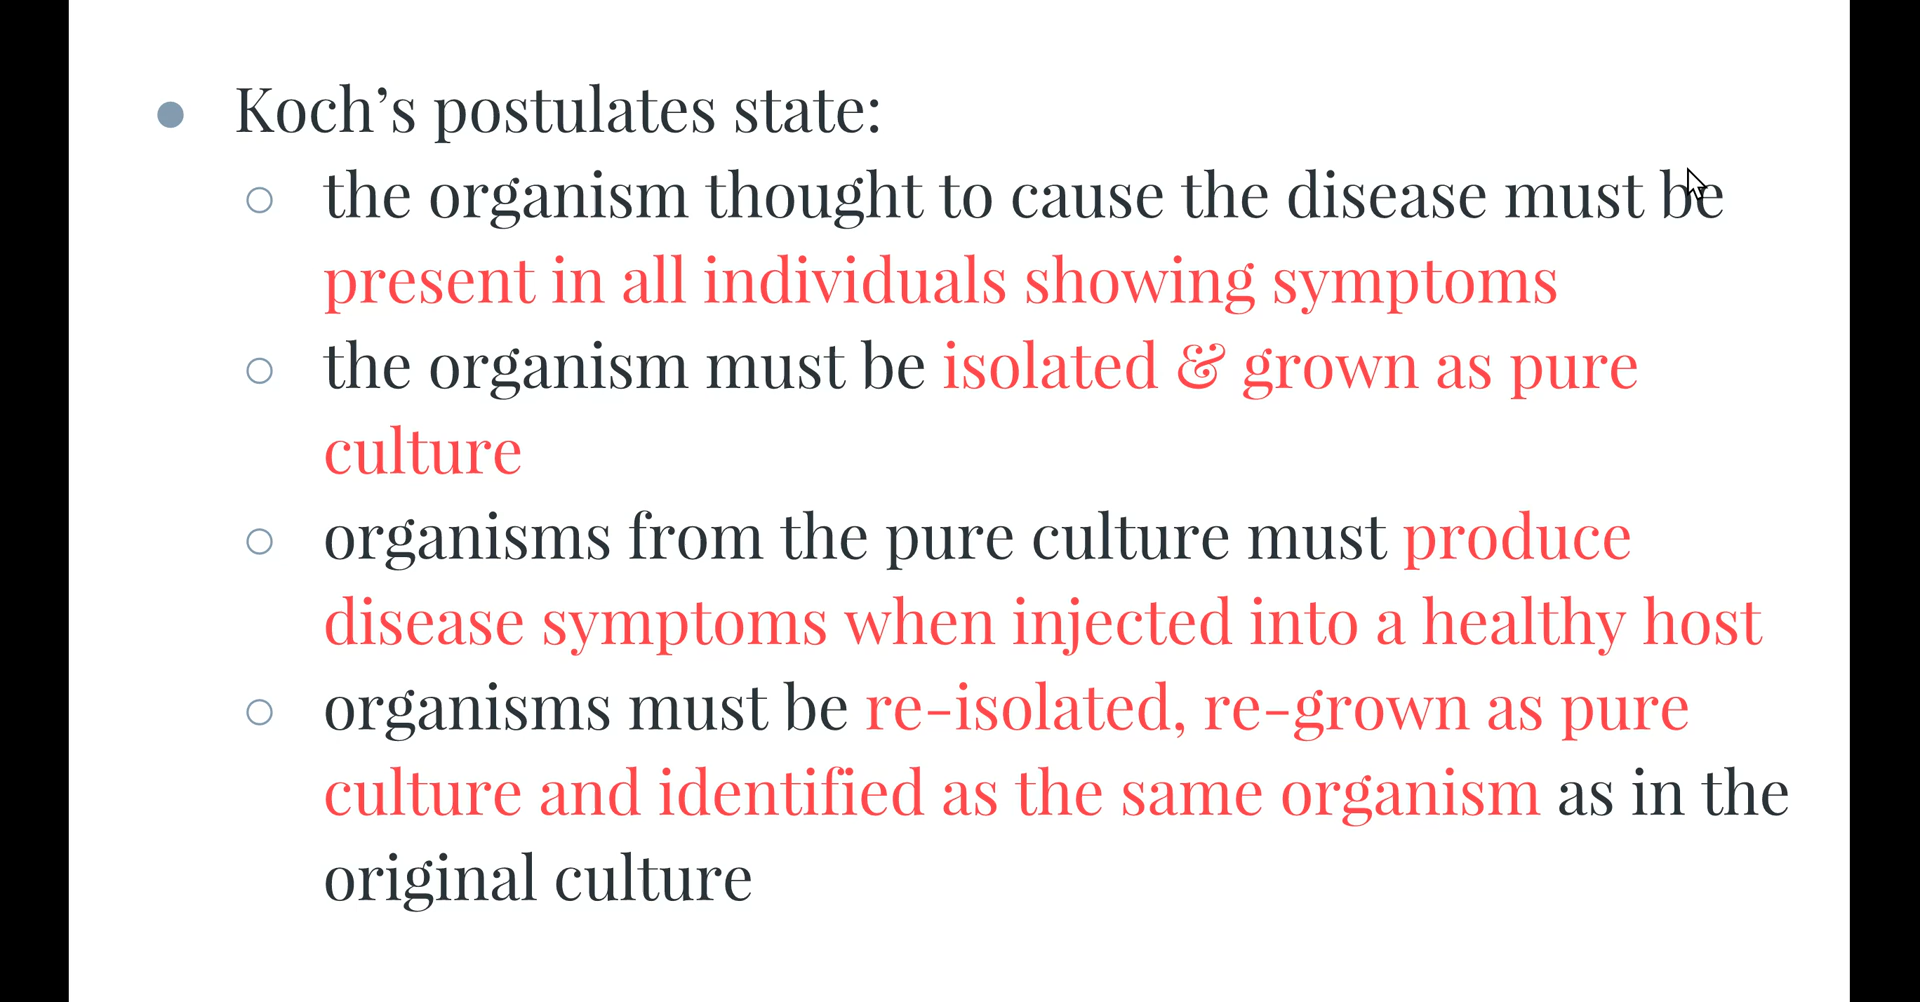 Koch’s postulates state:
the organism thought to cause the disease must be
present in all individuals showing symptoms
the organism must be isolated & grown as pure
culture
organisms from the pure culture must produce
disease symptoms when injected into a healthy host
organisms must be re-isolated, re-grown as pure
culture and identified as the same organism as in the
original culture